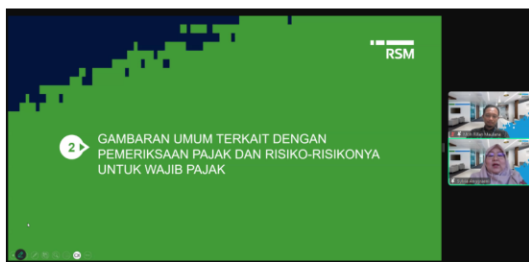 RSM
2
GAMBARAN UMUM TERKAIT DENGAN
PEMERIKSAAN PAJAK DAN RISIKO-RISIKONYA
UNTUK WAJIB PAJAK